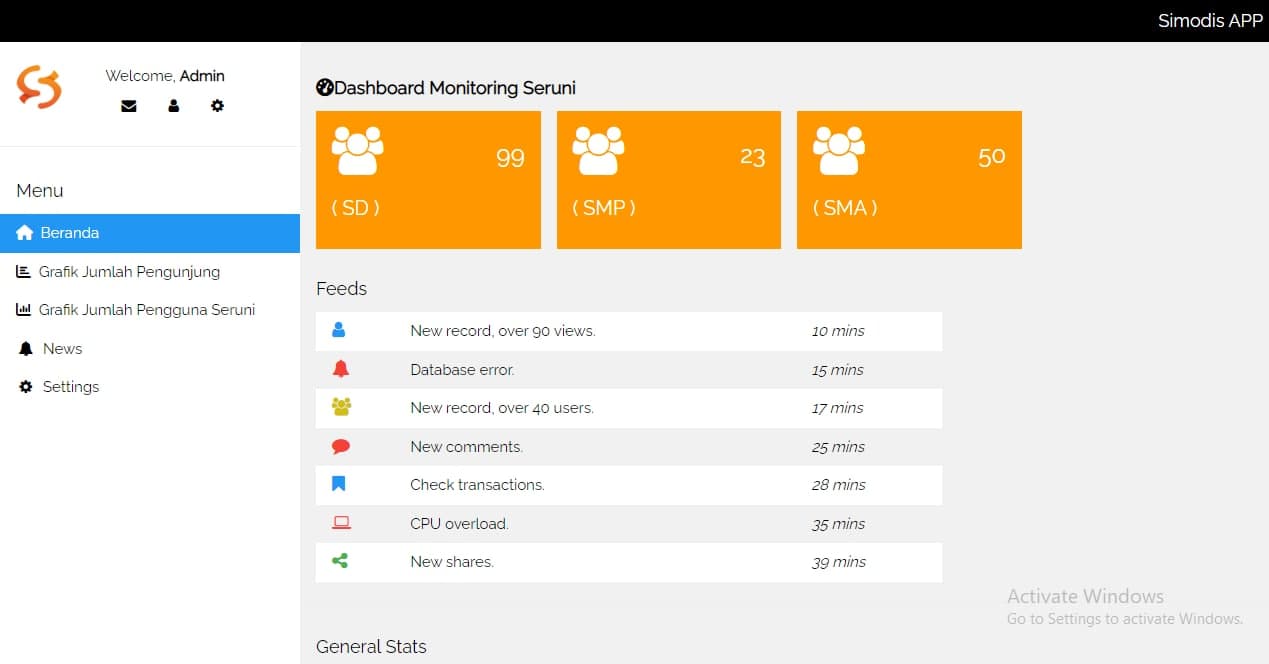 Simodis APP
Welcome, Admin
Menu
Beranda
Grafik Jumlah Pengunjung
Grafik Jumlah Pengguna Seruni
News
Settings
Dashboard Monitoring Seruni
99
( SD )
23
( SMP )
50
( SMA )
Feeds
New record, over 90 views. 10 mins
Database error. 15 mins
New record, over 40 users. 17 mins
New comments. 25 mins
Check transactions. 28 mins
CPU overload. 35 mins
New shares. 39 mins
Activate Windows
Go to Settings to activate Windows.
General Stats